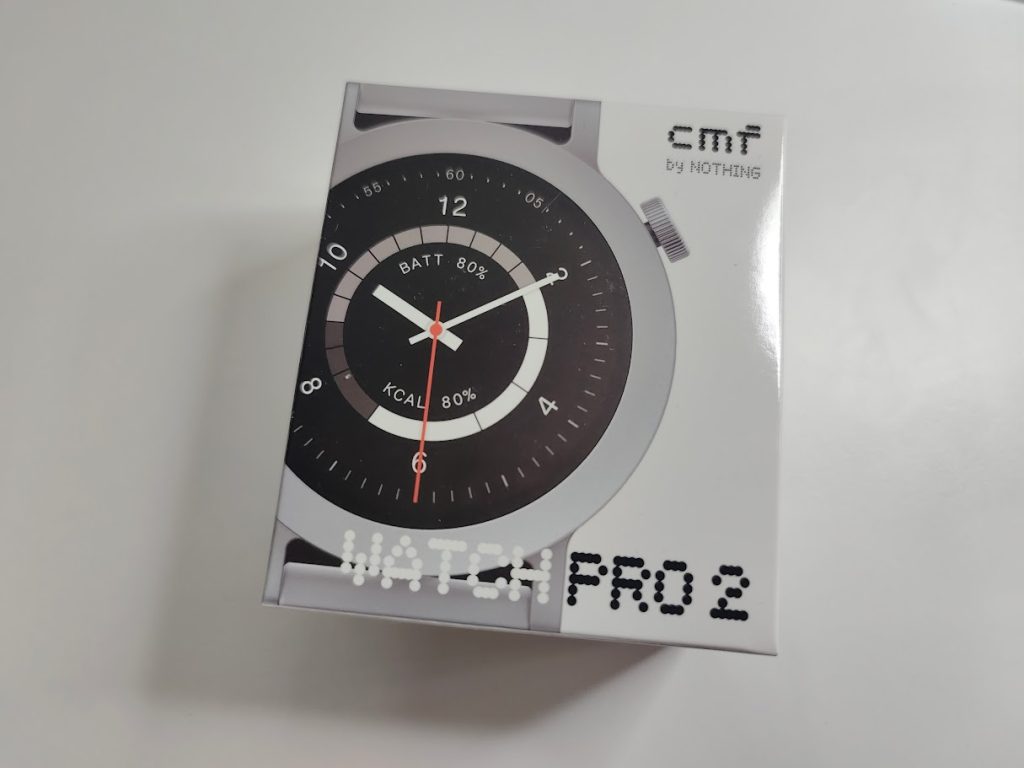 cmf
by NOTHING
55 60 05
12
10
BATT 80%
2
8
KCAL 80%
4
6
WATCH PRO 2